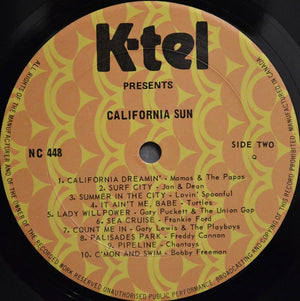 K-tel
PRESENTS
CALIFORNIA SUN
NC 448
SIDE TWO
1. CALIFORNIA DREAMIN' - Mamas & The Papas
2. SURF CITY - Jan & Dean
3. SUMMER IN THE CITY - Lovin' Spoonful
4. IT AIN'T ME, BABE - Turtles
5. LADY WILLPOWER - Gary Puckett & The Union Gap
6. SEA CRUISE - Frankie Ford
7. COUNT ME IN - Gary Lewis & The Playboys
8. PALISADES PARK - Freddy Cannon
9. PIPELINE - Chantays
10. C'MON AND SWIM - Bobby Freeman
ALL RIGHTS OF THE MANUFACTURER AND OF THE OWNER OF THE RECORDED WORK RESERVED UNAUTHORISED PUBLIC PERFORMANCE, BROADCASTING AND COPYING OF THIS RECORD PROHIBITED. MANUFACTURED IN CANADA